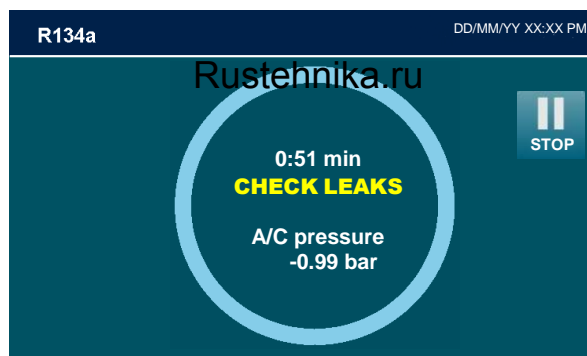 R134a
DD/MM/YY XX:XX PM
Rustehnika.ru
STOP
0:51 min
CHECK LEAKS
A/C pressure
-0.99 bar